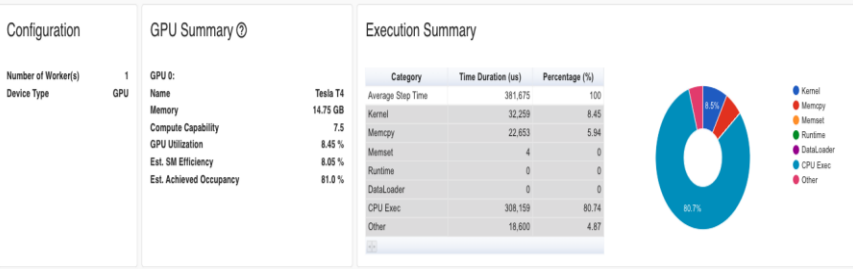 Configuration
Number of Worker(s) 1
Device Type GPU
GPU Summary ?
GPU 0:
Name Tesla T4
Memory 14.75 GB
Compute Capability 7.5
GPU Utilization 8.45 %
Est. SM Efficiency 8.05 %
Est. Achieved Occupancy 81.0 %
Execution Summary
Category Time Duration (us) Percentage (%)
Average Step Time 381,675 100
Kernel 32,259 8.45
Memcpy 22,653 5.94
Memset 4 0
Runtime 0 0
DataLoader 0 0
CPU Exec 308,159 80.74
Other 18,600 4.87
8.5%
80.7%
Kernel
Memcpy
Memset
Runtime
DataLoader
CPU Exec
Other